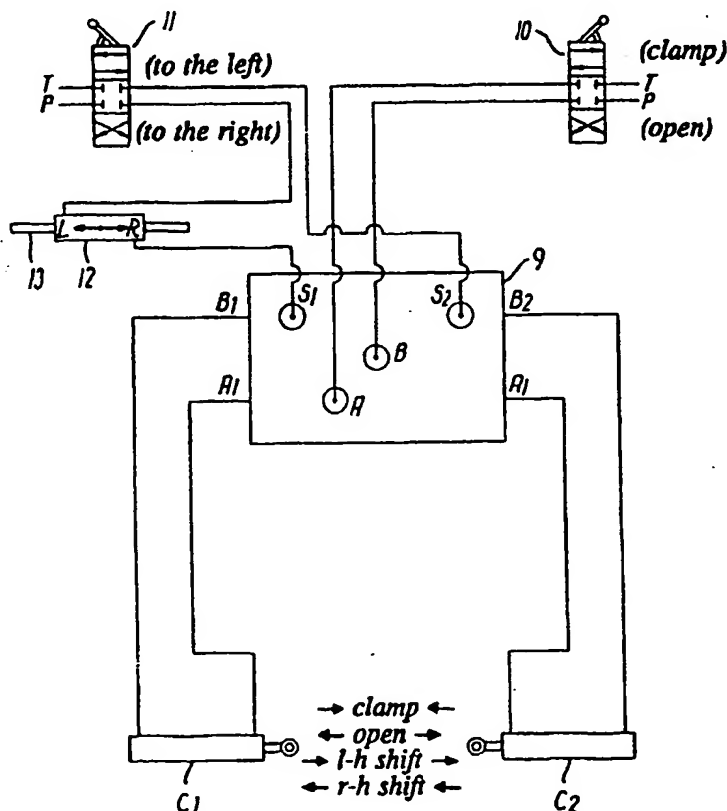 11
10
(to the left)
(clamp)
T
T
P
P
(to the right)
(open)
L
R
13
12
9
S1
S2
B1
B2
B
A1
A
A1
clamp
open
l-h shift
r-h shift
C1
C2